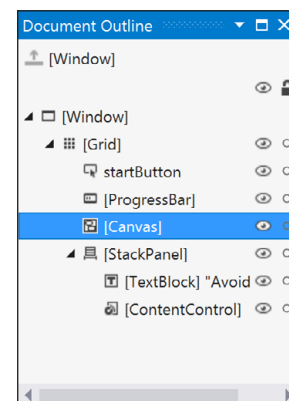 Document Outline
[Window]
[Window]
[Grid]
startButton
[ProgressBar]
[Canvas]
[StackPanel]
[TextBlock] "Avoid
[ContentControl]